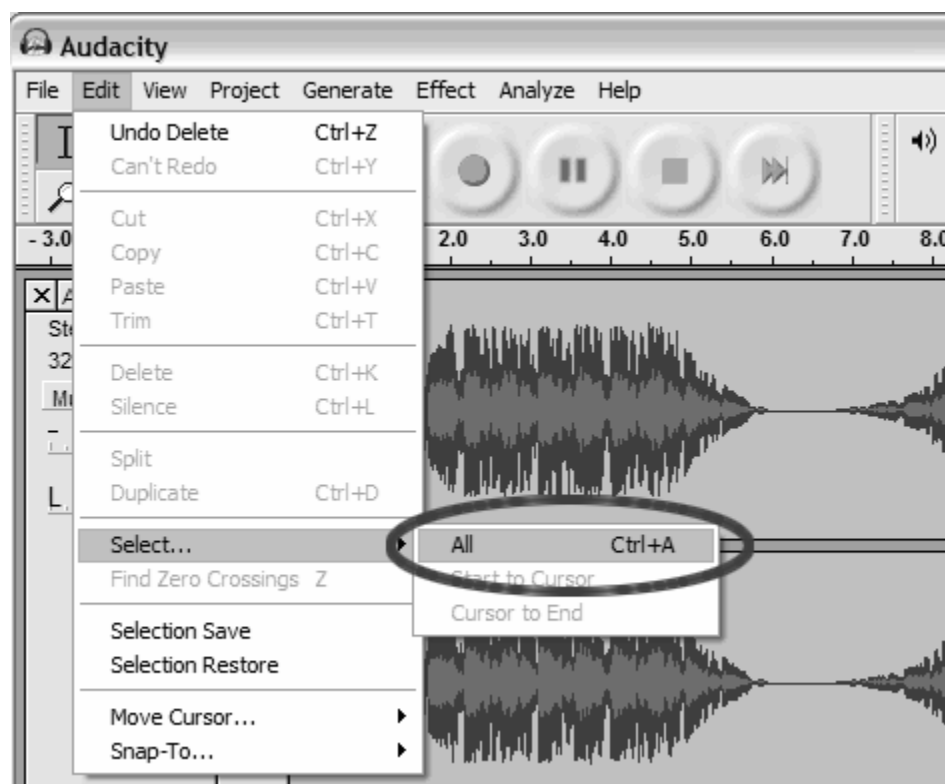 Audacity
File Edit View Project Generate Effect Analyze Help
Undo Delete Ctrl+Z
Can't Redo Ctrl+Y
Cut Ctrl+X
- 3.0 2.0 3.0 4.0 5.0 6.0 7.0 8.0
Copy Ctrl+C
Paste Ctrl+V
Trim Ctrl+T
Delete Ctrl+K
Silence Ctrl+L
Split
Duplicate Ctrl+D
L
Select... All Ctrl+A
Find Zero Crossings Z Start to Cursor
Cursor to End
Selection Save
Selection Restore
Move Cursor...
Snap-To...